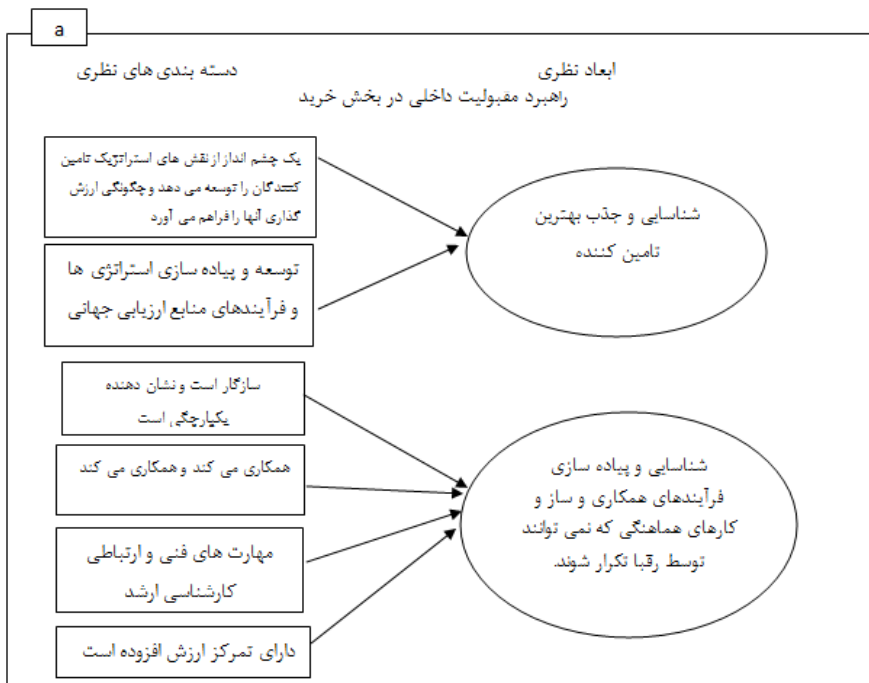 a
ابعاد نظری
دسته بندی های نظری
راهبرد مقبولیت داخلی در بخش خرید
یک چشم انداز از نقش های استراتژیک تامین
کنندگان را توسعه می دهد و چگونگی ارزش
گذاری آنها را فراهم می آورد
توسعه و پیاده سازی استراتژی ها
و فرآیندهای منابع ارزیابی جهانی
شناسایی و جذب بهترین
تامین کننده
سازگار است و نشان دهنده
یکپارچگی است
همکاری می کند و همکاری می کند
مهارت های فنی و ارتباطی
کارشناسی ارشد
دارای تمرکز ارزش افزوده است
شناسایی و پیاده سازی
فرآیندهای همکاری و ساز و
کارهای هماهنگی که نمی توانند
توسط رقبا تکرار شوند.